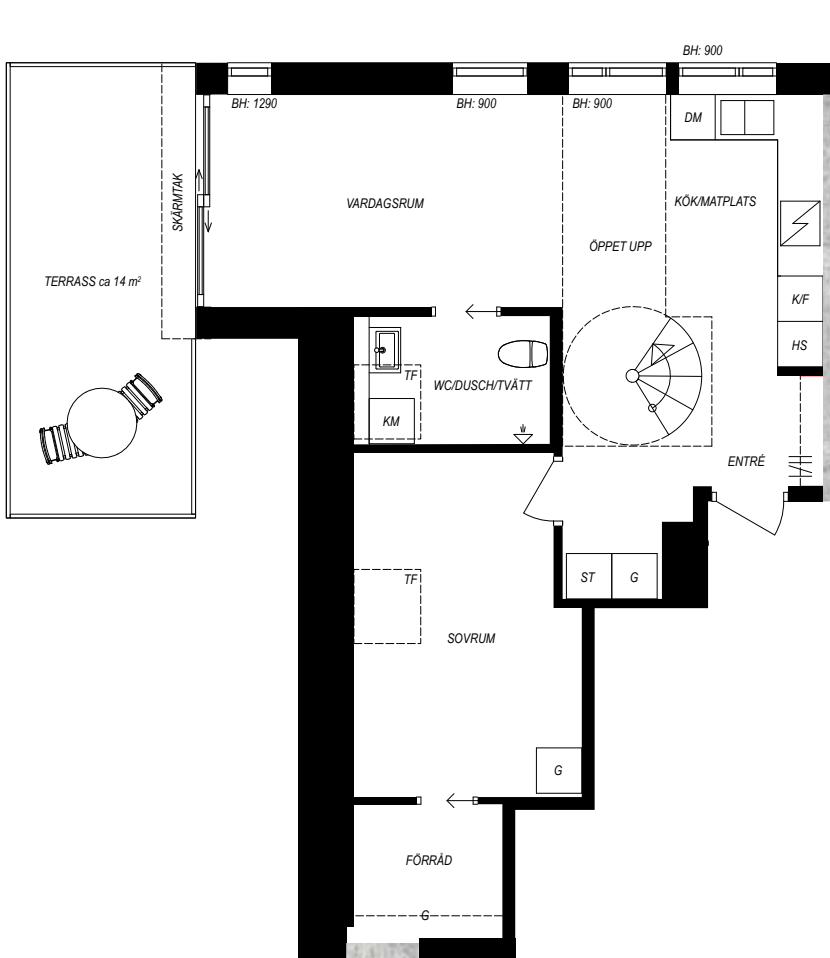 BH: 900
BH: 1290
BH: 900
BH: 900
DM
SKÄRMTAK
VARDAGSRUM
KÖK/MATPLATS
ÖPPET UPP
TERRASS ca 14 m²
K/F
HS
TF
WC/DUSCH/TVÄTT
KM
ENTRÉ
TF
ST
G
SOVRUM
G
FÖRRÅD
G